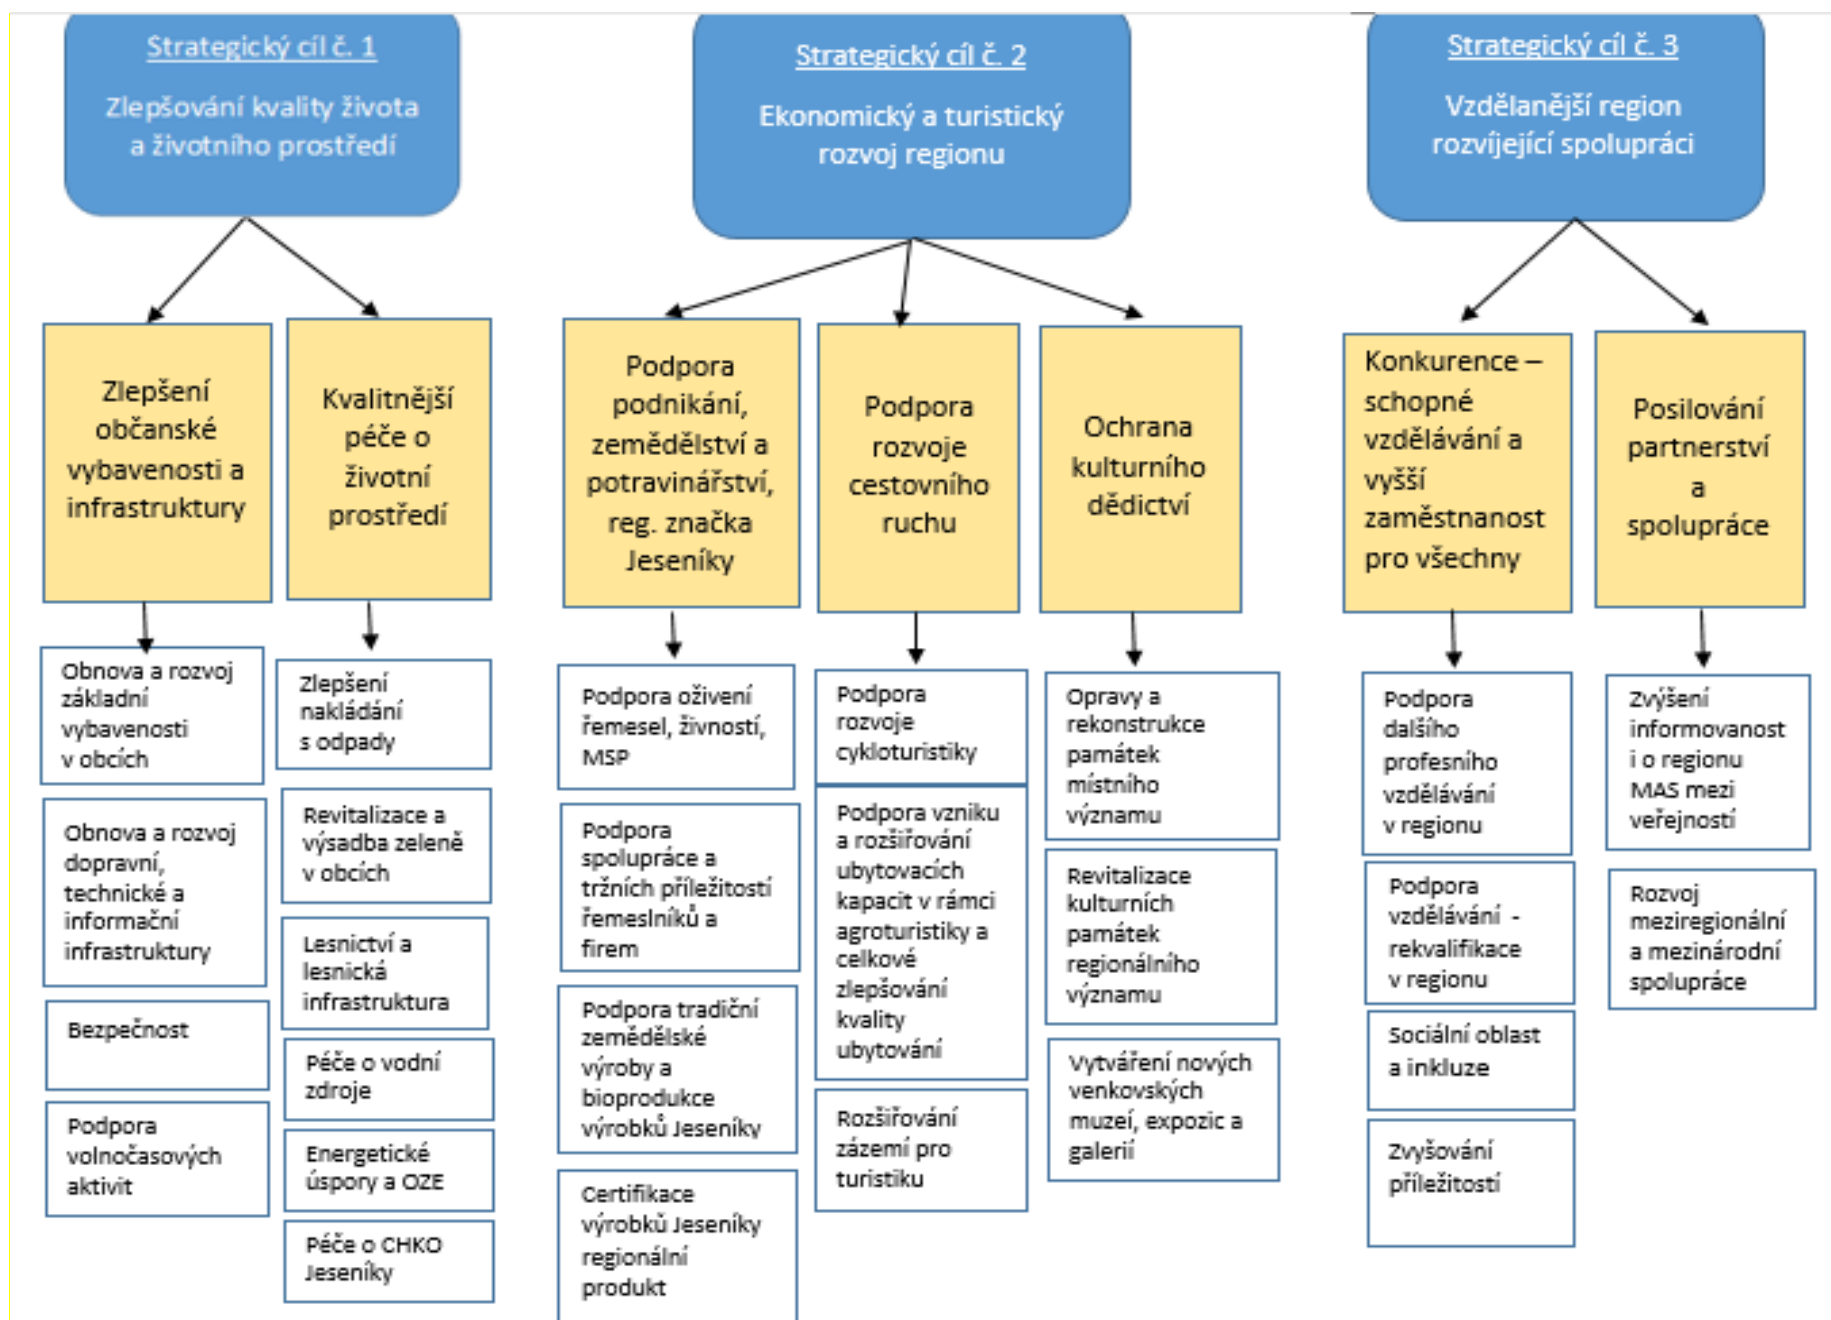 Strategický cíl č. 1
Zlepšování kvality života
a životního prostředí
Strategický cíl č. 2
Ekonomický a turistický
rozvoj regionu
Strategický cíl č. 3
Vzdělanější region
rozvíjející spolupráci
Zlepšení
občanské
vybavenosti a
infrastruktury
Kvalitnější
péče o
životní
prostředí
Podpora
podnikání,
zemědělství a
potravinářství,
reg. značka
Jeseníky
Podpora
rozvoje
cestovního
ruchu
Ochrana
kulturního
dědictví
Konkurence –
schopné
vzdělávání a
vyšší
zaměstnanost
pro všechny
Posilování
partnerství
a
spolupráce
Obnova a rozvoj
základní
vybavenosti
v obcích
Obnova a rozvoj
dopravní,
technické a
informační
infrastruktury
Bezpečnost
Podpora
volnočasových
aktivit
Zlepšení
nakládání
s odpady
Revitalizace a
výsadba zeleně
v obcích
Lesnictví a
lesnická
infrastruktura
Péče o vodní
zdroje
Energetické
úspory a OZE
Péče o CHKO
Jeseníky
Podpora oživení
řemesel, živností,
MSP
Podpora
spolupráce a
tržních příležitostí
řemeslníků a
firem
Podpora tradiční
zemědělské
výroby a
bioprodukce
výrobků Jeseníky
Certifikace
výrobků Jeseníky
regionální
produkt
Podpora
rozvoje
cykloturistiky
Podpora vzniku
a rozšiřování
ubytovacích
kapacit v rámci
agroturistiky a
celkové
zlepšování
kvality
ubytování
Rozšiřování
zázemí pro
turistiku
Opravy a
rekonstrukce
památek
místního
významu
Revitalizace
kulturních
památek
regionálního
významu
Vytváření nových
venkovských
muzeí, expozic a
galerií
Podpora
dalšího
profesního
vzdělávání
v regionu
Podpora
vzdělávání -
rekvalifikace
v regionu
Sociální oblast
a inkluze
Zvyšování
příležitostí
Zvýšení
informovanost
i o regionu
MAS mezi
veřejností
Rozvoj
meziregionální
a mezinárodní
spolupráce